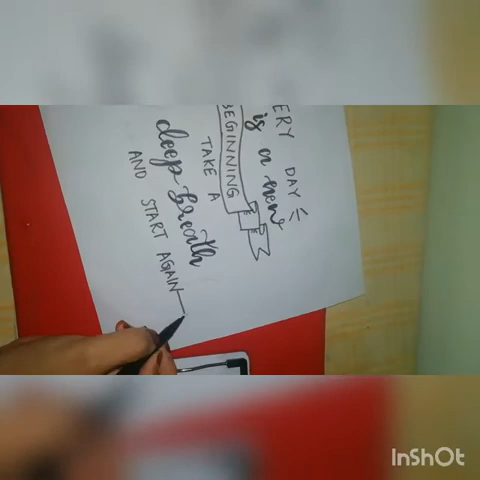 ERY DAY
is a new
BEGINNING
TAKE A
deep breath
AND START AGAIN
InShOt